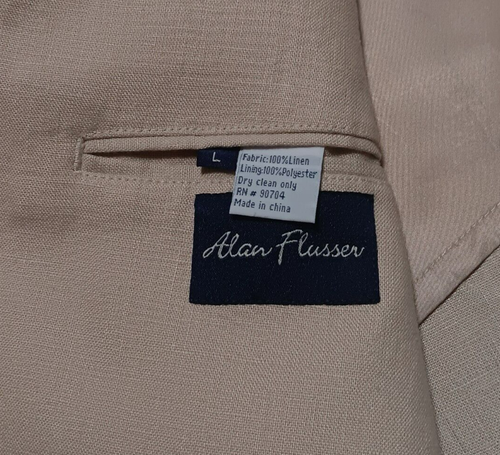 L
Fabric:100%Linen
Lining:100%Polyester
Dry clean only
RN # 90704
Made in china
Alan Flusser